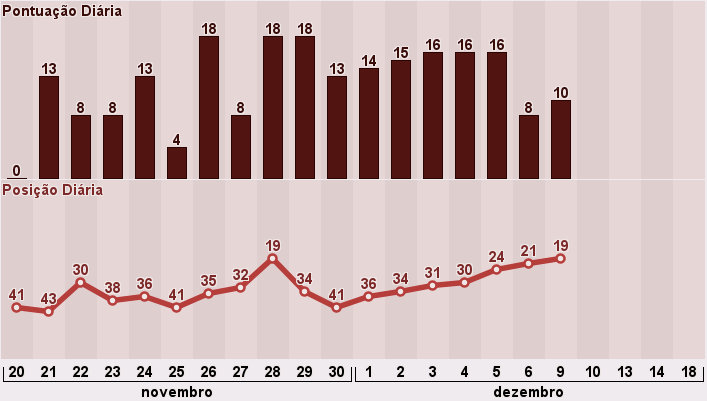 Pontuação Diária
0 13 8 8 13 4 18 8 18 18 13 14 15 16 16 16 8 10
Posição Diária
41 43 30 38 36 41 35 32 19 34 41 36 34 31 30 24 21 19
20 21 22 23 24 25 26 27 28 29 30 1 2 3 4 5 6 9 10 13 14 18
novembro dezembro